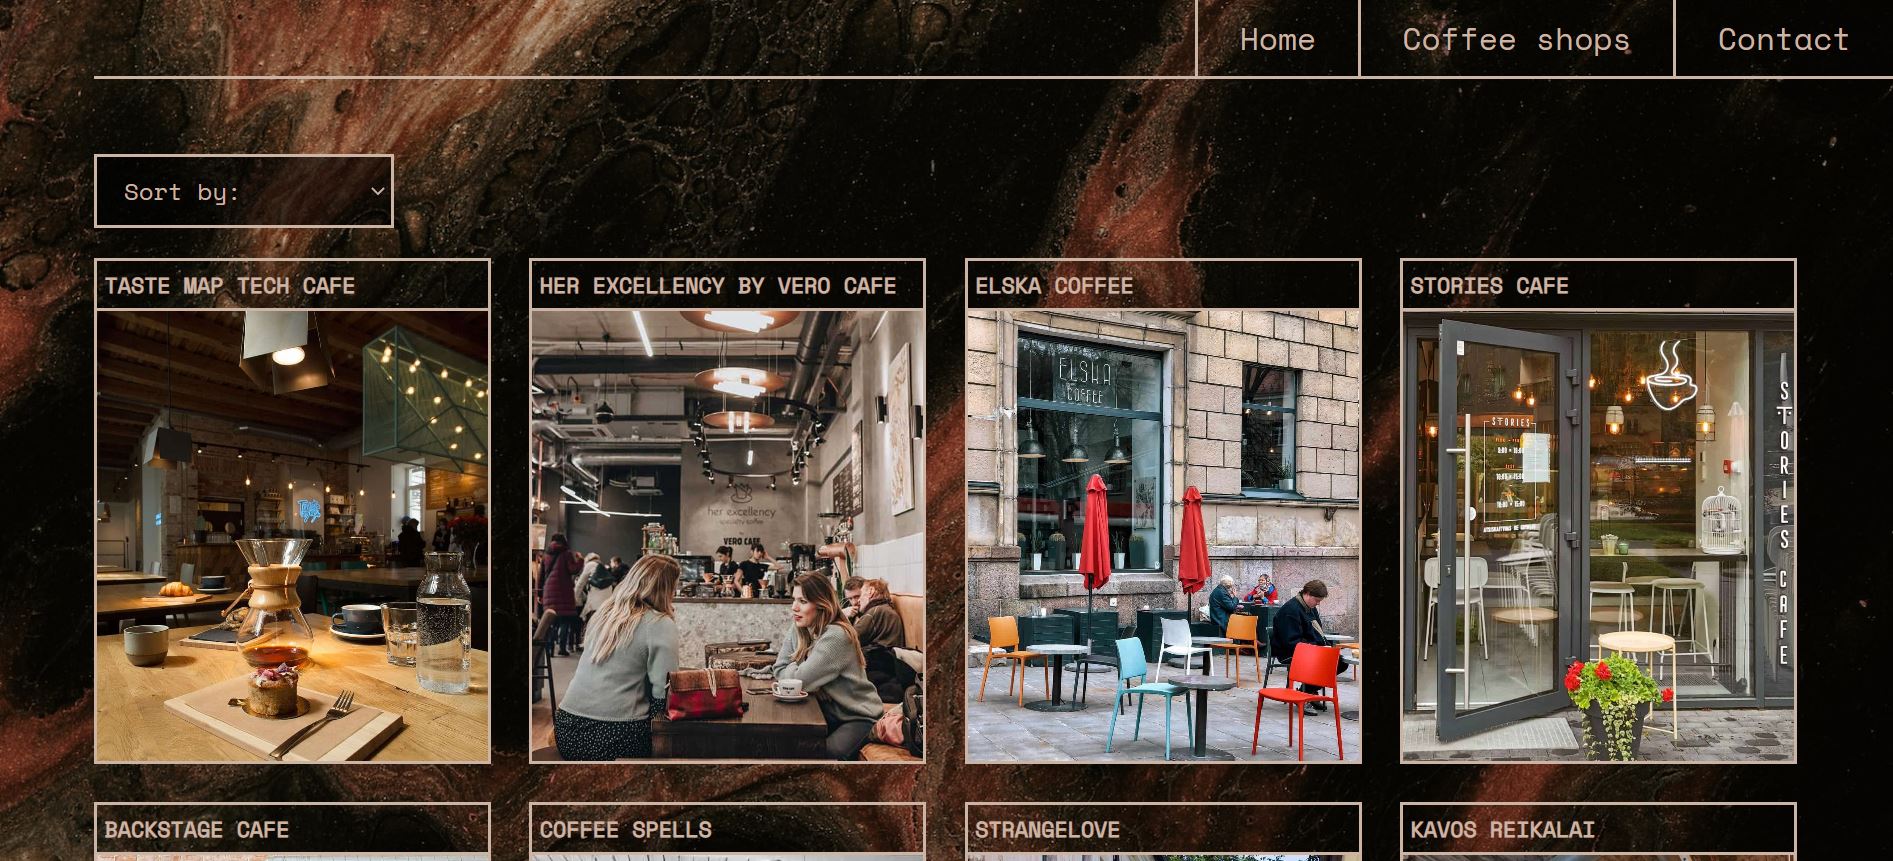 Home
Coffee shops
Contact
Sort by:
TASTE MAP TECH CAFE
HER EXCELLENCY BY VERO CAFE
ELSKA COFFEE
STORIES CAFE
her excellency
specialty coffee
VERO CAFE
ELSKA
COFFEE
STORIES
STORIES CAFE
BACKSTAGE CAFE
COFFEE SPELLS
STRANGELOVE
KAVOS REIKALAI